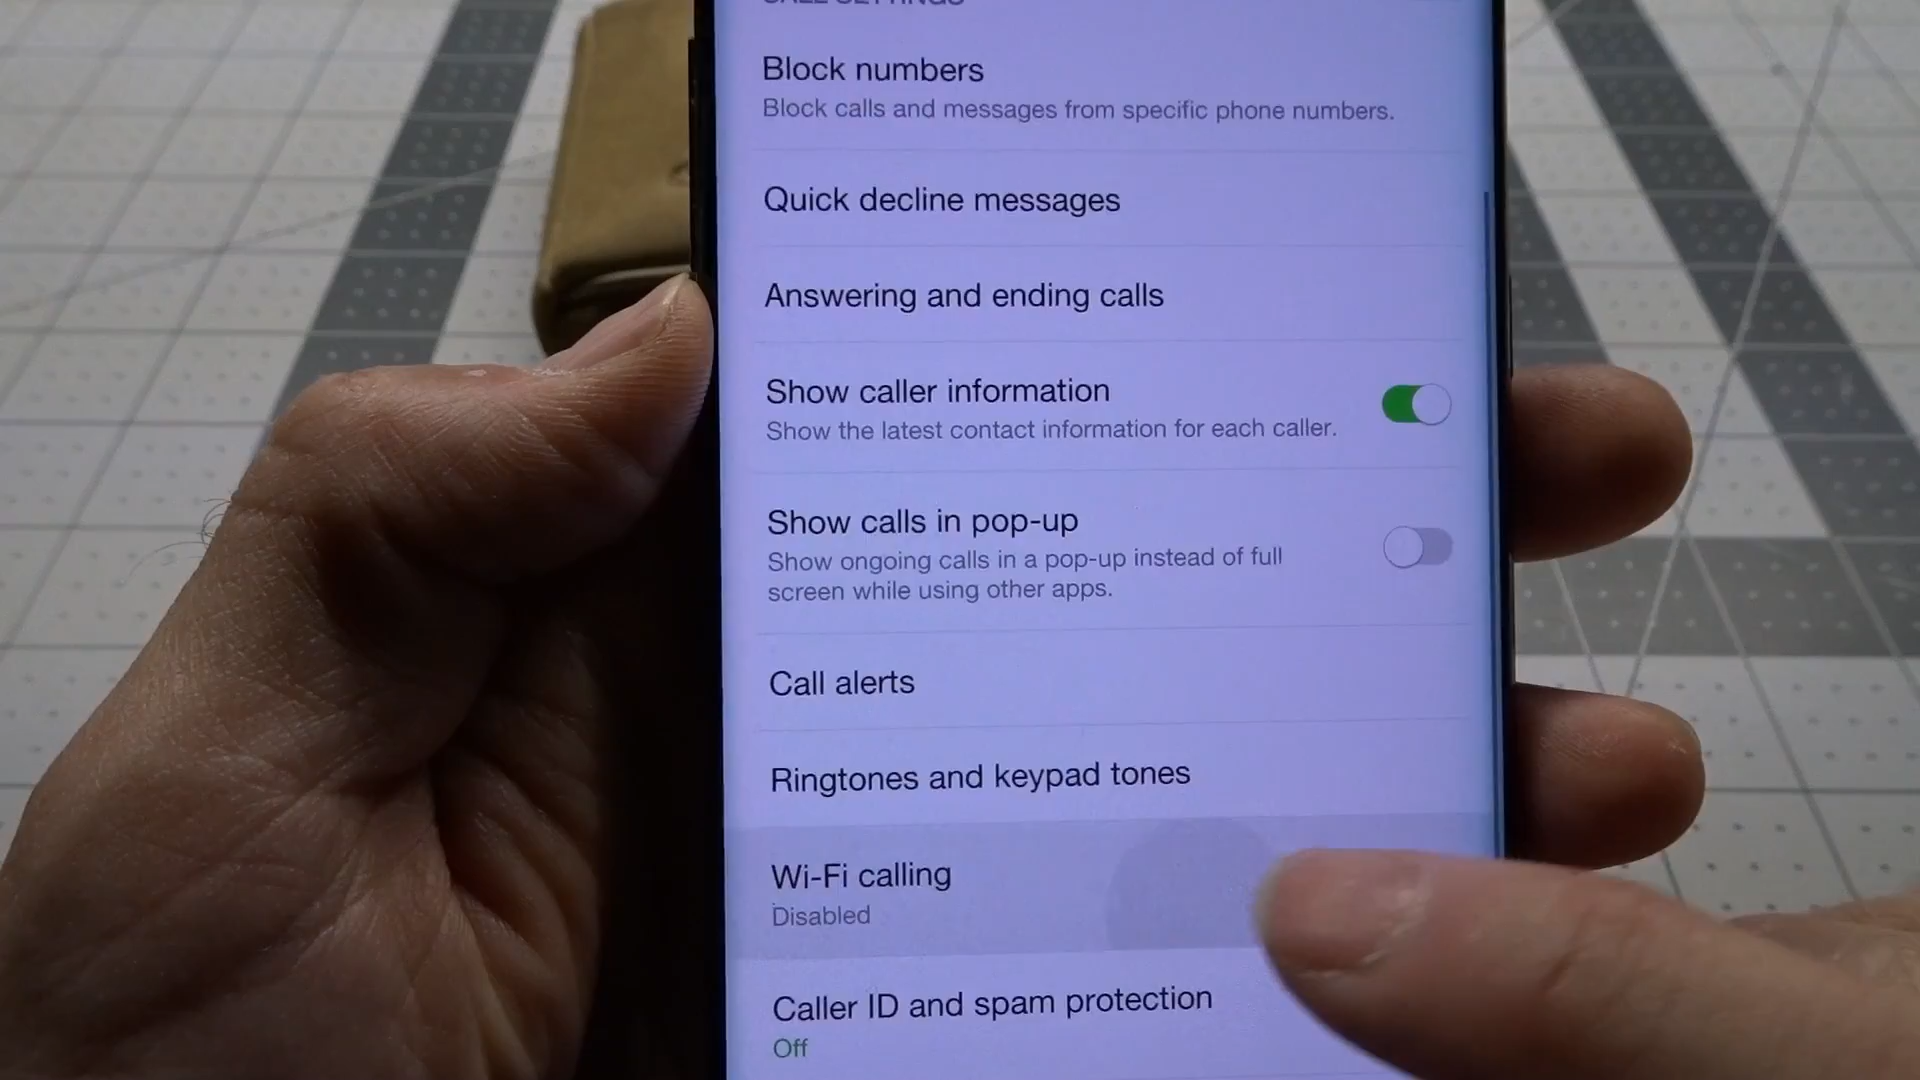 CALL SETTINGS
Block numbers
Block calls and messages from specific phone numbers.
Quick decline messages
Answering and ending calls
Show caller information
Show the latest contact information for each caller.
Show calls in pop-up
Show ongoing calls in a pop-up instead of full
screen while using other apps.
Call alerts
Ringtones and keypad tones
Wi-Fi calling
Disabled
Caller ID and spam protection
Off